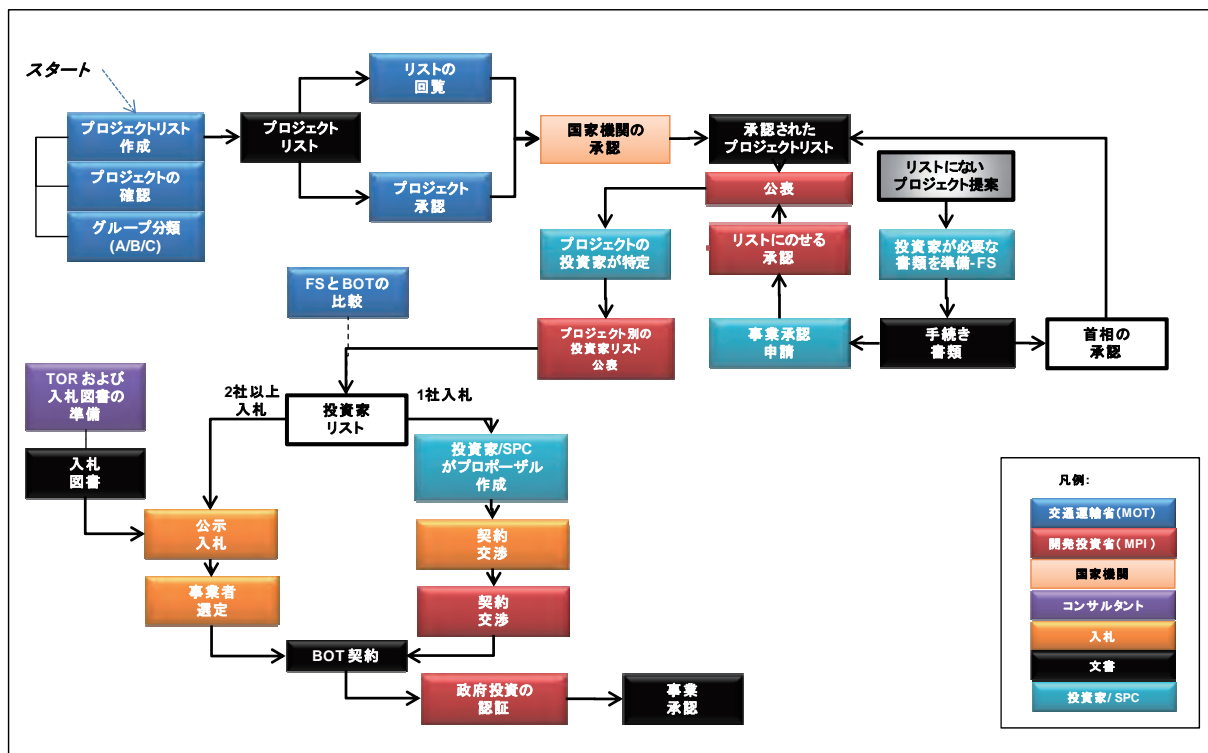 スタート
プロジェクトリスト
作成
プロジェクトの
確認
グループ分類
(A/B/C)
プロジェクト
リスト
リストの
回覧
プロジェクト
承認
国家機関の
承認
承認された
プロジェクトリスト
公表
リストにない
プロジェクト提案
プロジェクトの
投資家が特定
リストにのせる
承認
投資家が必要な
書類を準備-FS
FSとBOTの
比較
プロジェクト別の
投資家リスト
公表
事業承認
申請
手続き
書類
首相の
承認
TORおよび
入札図書の
準備
2社以上
入札
投資家
リスト
1社入札
入札
図書
投資家/SPC
がプロポーザル
作成
公示
入札
契約
交渉
事業者
選定
契約
交渉
BOT 契約
政府投資の
認証
事業
承認
凡例:
交通運輸省(MOT)
開発投資省(MPI)
国家機関
コンサルタント
入札
文書
投資家/ SPC